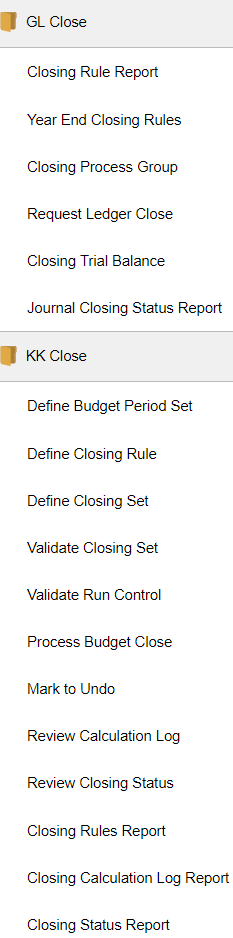 GL Close
Closing Rule Report
Year End Closing Rules
Closing Process Group
Request Ledger Close
Closing Trial Balance
Journal Closing Status Report
KK Close
Define Budget Period Set
Define Closing Rule
Define Closing Set
Validate Closing Set
Validate Run Control
Process Budget Close
Mark to Undo
Review Calculation Log
Review Closing Status
Closing Rules Report
Closing Calculation Log Report
Closing Status Report